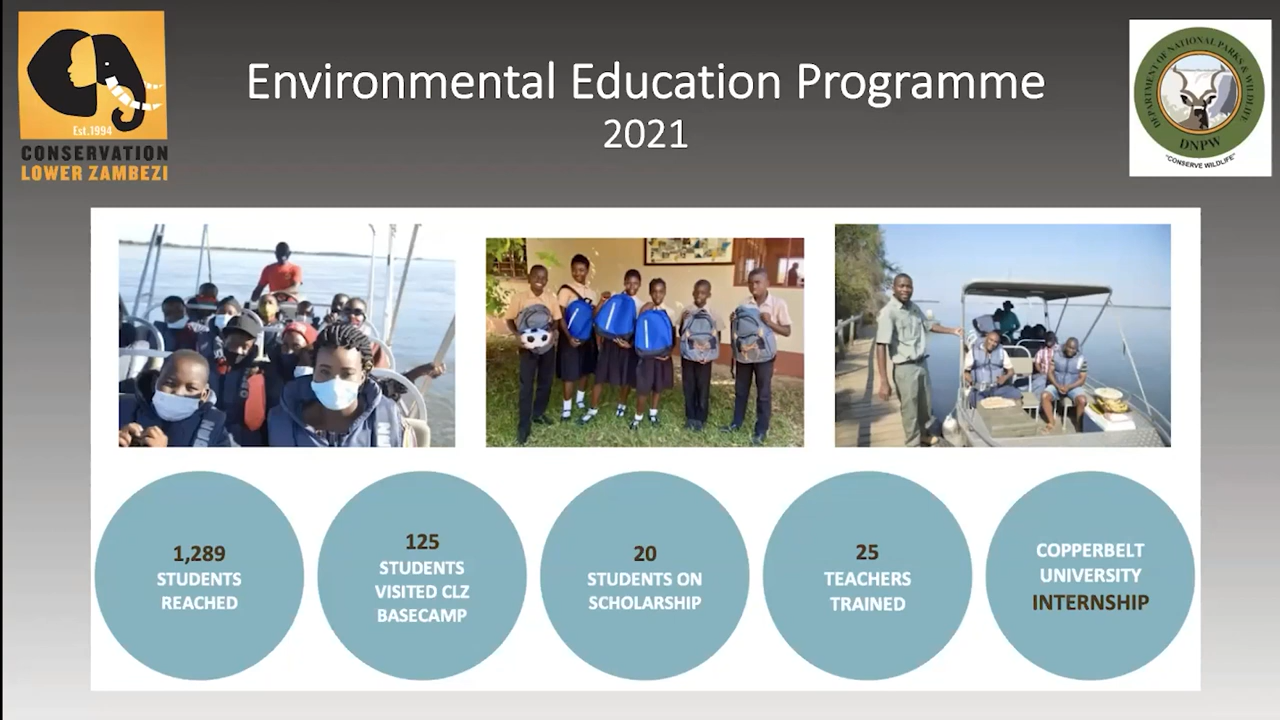 Est.1994
CONSERVATION
LOWER ZAMBEZI
Environmental Education Programme
2021
DEPARTMENT OF NATIONAL PARKS & WILDLIFE
DNPW
"CONSERVE WILDLIFE"
1,289
STUDENTS
REACHED
125
STUDENTS
VISITED CLZ
BASECAMP
20
STUDENTS ON
SCHOLARSHIP
25
TEACHERS
TRAINED
COPPERBELT
UNIVERSITY
INTERNSHIP